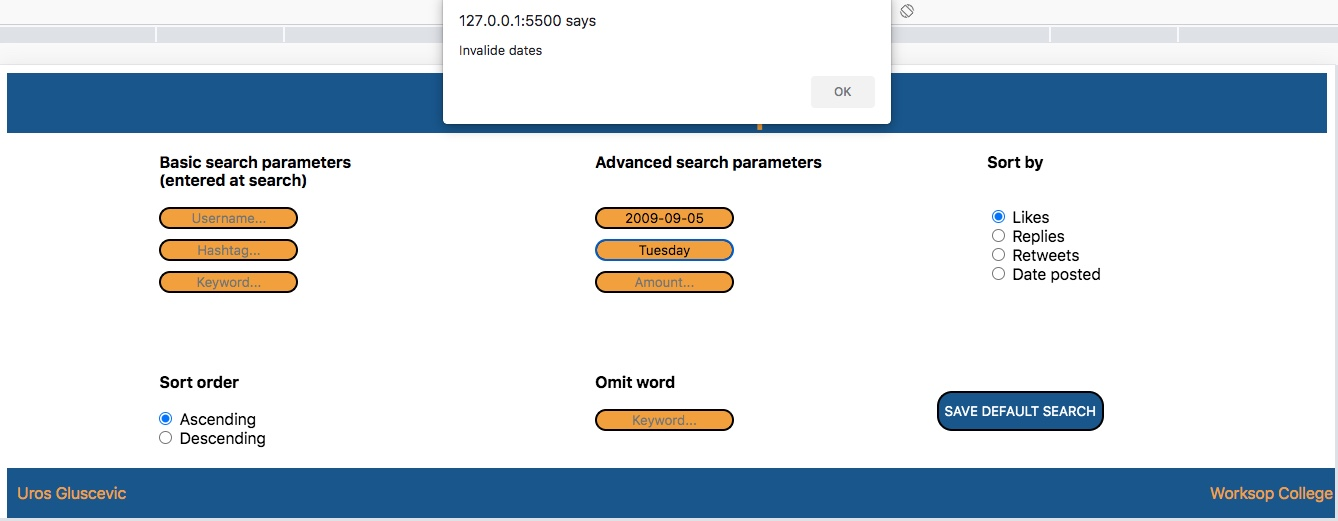 127.0.0.1:5500 says
Invalide dates
OK
Basic search parameters
(entered at search)
Username...
Hashtag...
Keyword...
Advanced search parameters
2009-09-05
Tuesday
Amount...
Sort by
Likes
Replies
Retweets
Date posted
Sort order
Ascending
Descending
Omit word
Keyword...
SAVE DEFAULT SEARCH
Uros Gluscevic
Worksop College